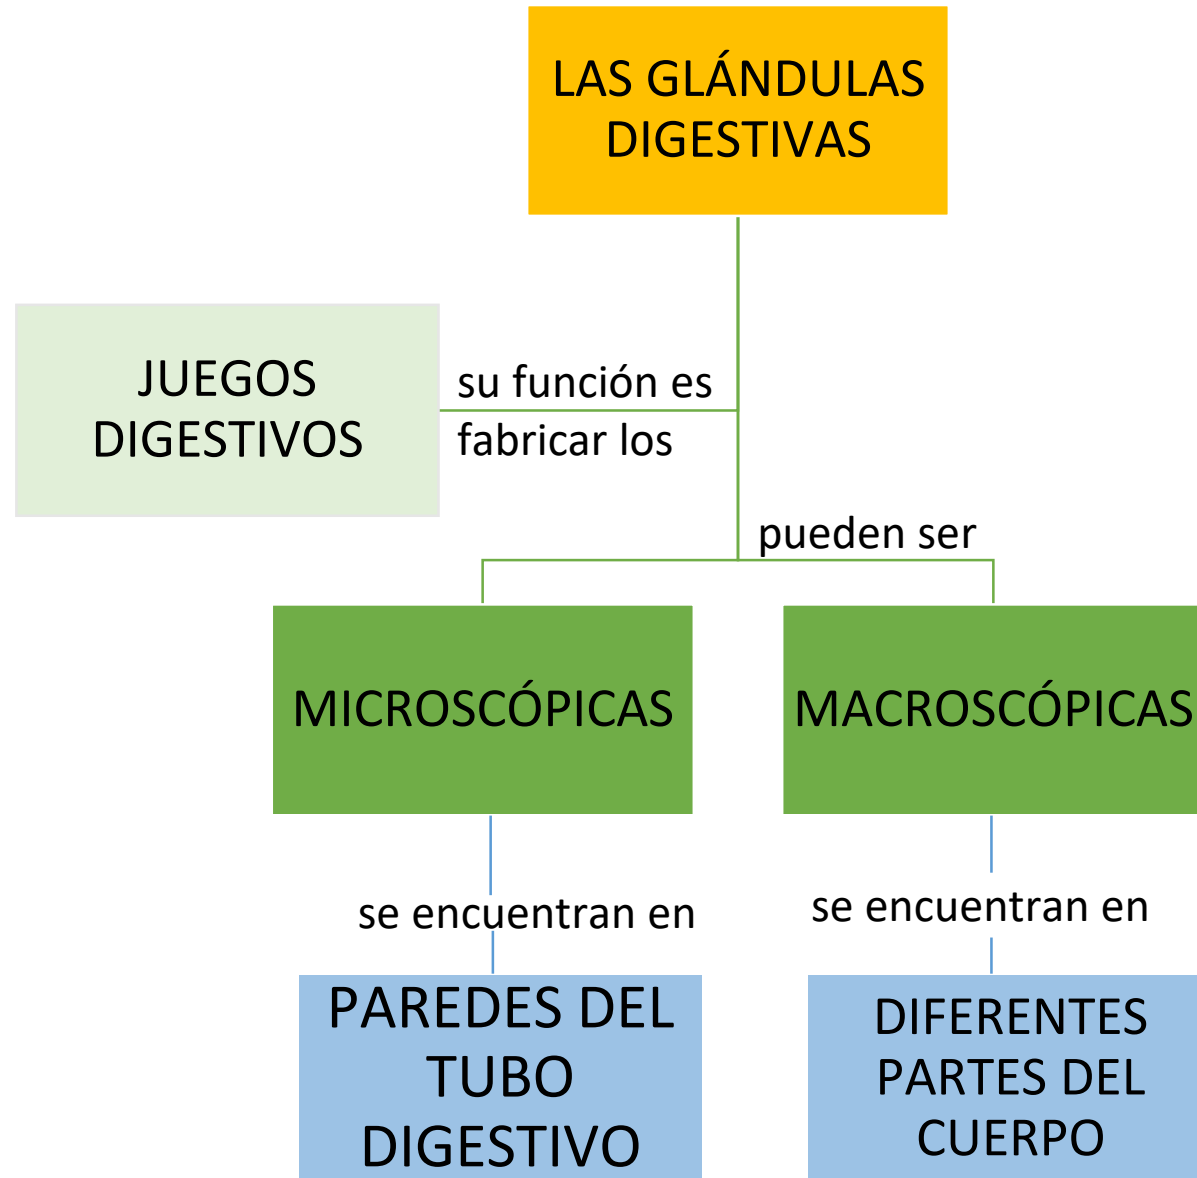 LAS GLÁNDULAS
DIGESTIVAS
JUEGOS
DIGESTIVOS
su función es
fabricar los
pueden ser
MICROSCÓPICAS
MACROSCÓPICAS
se encuentran en
se encuentran en
PAREDES DEL
TUBO
DIGESTIVO
DIFERENTES
PARTES DEL
CUERPO